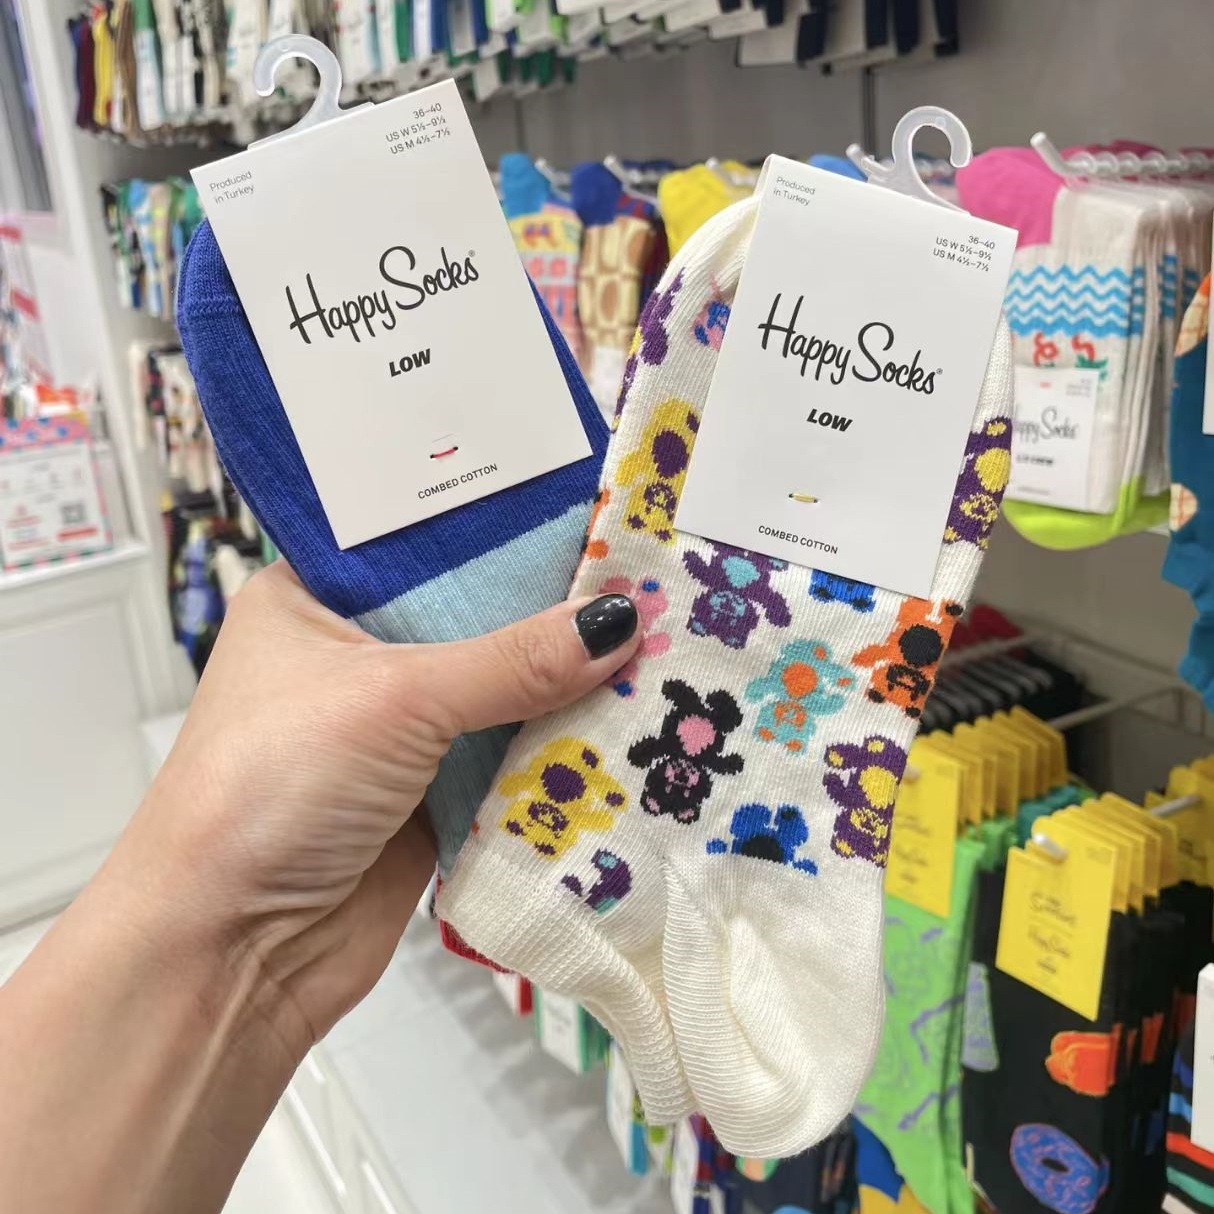 36–40
US W 5½–9½
US M 4½–7½
Produced
in Turkey
Happy Socks®
LOW
COMBED COTTON
Produced
in Turkey
36–40
US W 5½–9½
US M 4½–7½
Happy Socks®
LOW
COMBED COTTON
Happy Socks